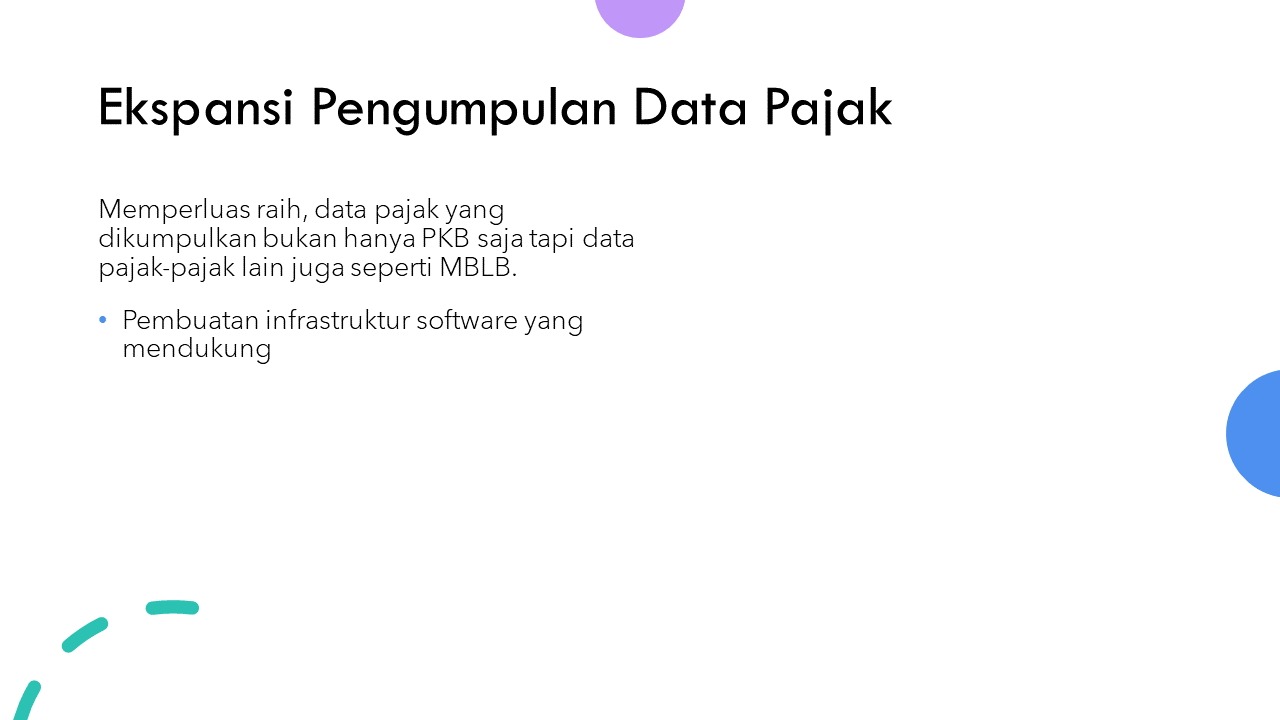 Ekspansi Pengumpulan Data Pajak
Memperluas raih, data pajak yang
dikumpulkan bukan hanya PKB saja tapi data
pajak-pajak lain juga seperti MBLB.
• Pembuatan infrastruktur software yang
mendukung